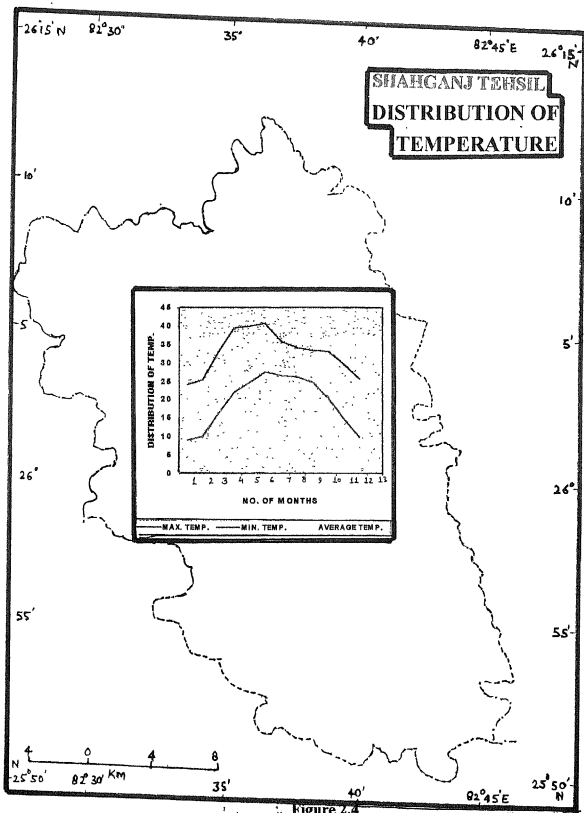 26°15' N 82°30' 35' 40' 82°45'E 26°15' N
SHAHGANJ TEHSIL
DISTRIBUTION OF
TEMPERATURE
10' 10'
5' 5'
26° 26°
55' 55'
DISTRIBUTION OF TEMP.
45
40
35
30
25
20
15
10
5
0
1 2 3 4 5 6 7 8 9 10 11 12 13
NO. OF MONTHS
MAX. TEMP. MIN. TEMP. AVERAGE TEMP.
4 0 4 8
KM
N 25°50' 82°30' 35' 40' 82°45'E 25°50' N
Figure 2.4